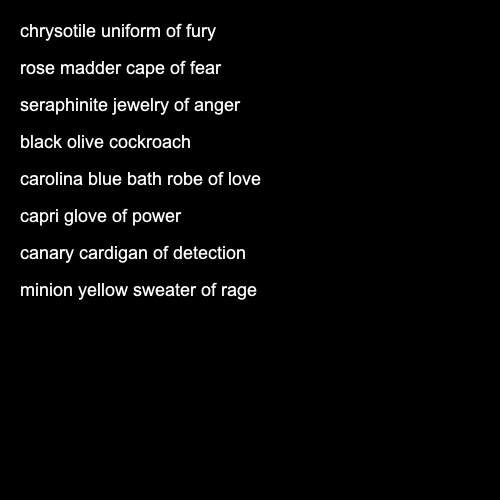 chrysotile uniform of fury
rose madder cape of fear
seraphinite jewelry of anger
black olive cockroach
carolina blue bath robe of love
capri glove of power
canary cardigan of detection
minion yellow sweater of rage